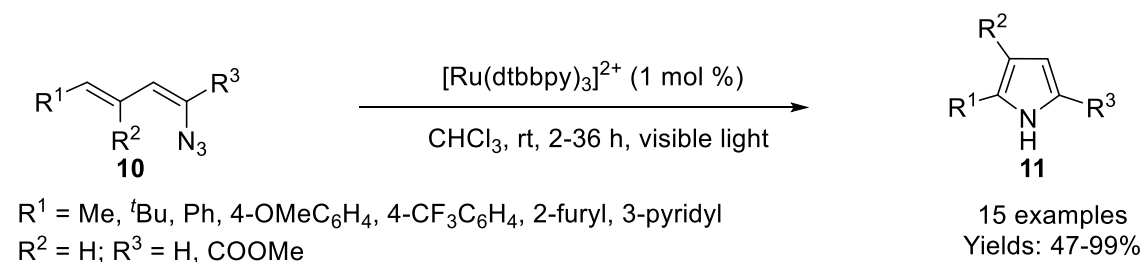 R² 
R¹ R³
R²
N₃
10
[Ru(dtbbpy)₃]²⁺ (1 mol %)
CHCl₃, rt, 2-36 h, visible light
R¹ N R³
H
11
R¹ = Me, ᵗBu, Ph, 4-OMeC₆H₄, 4-CF₃C₆H₄, 2-furyl, 3-pyridyl
R² = H; R³ = H, COOMe
15 examples
Yields: 47-99%